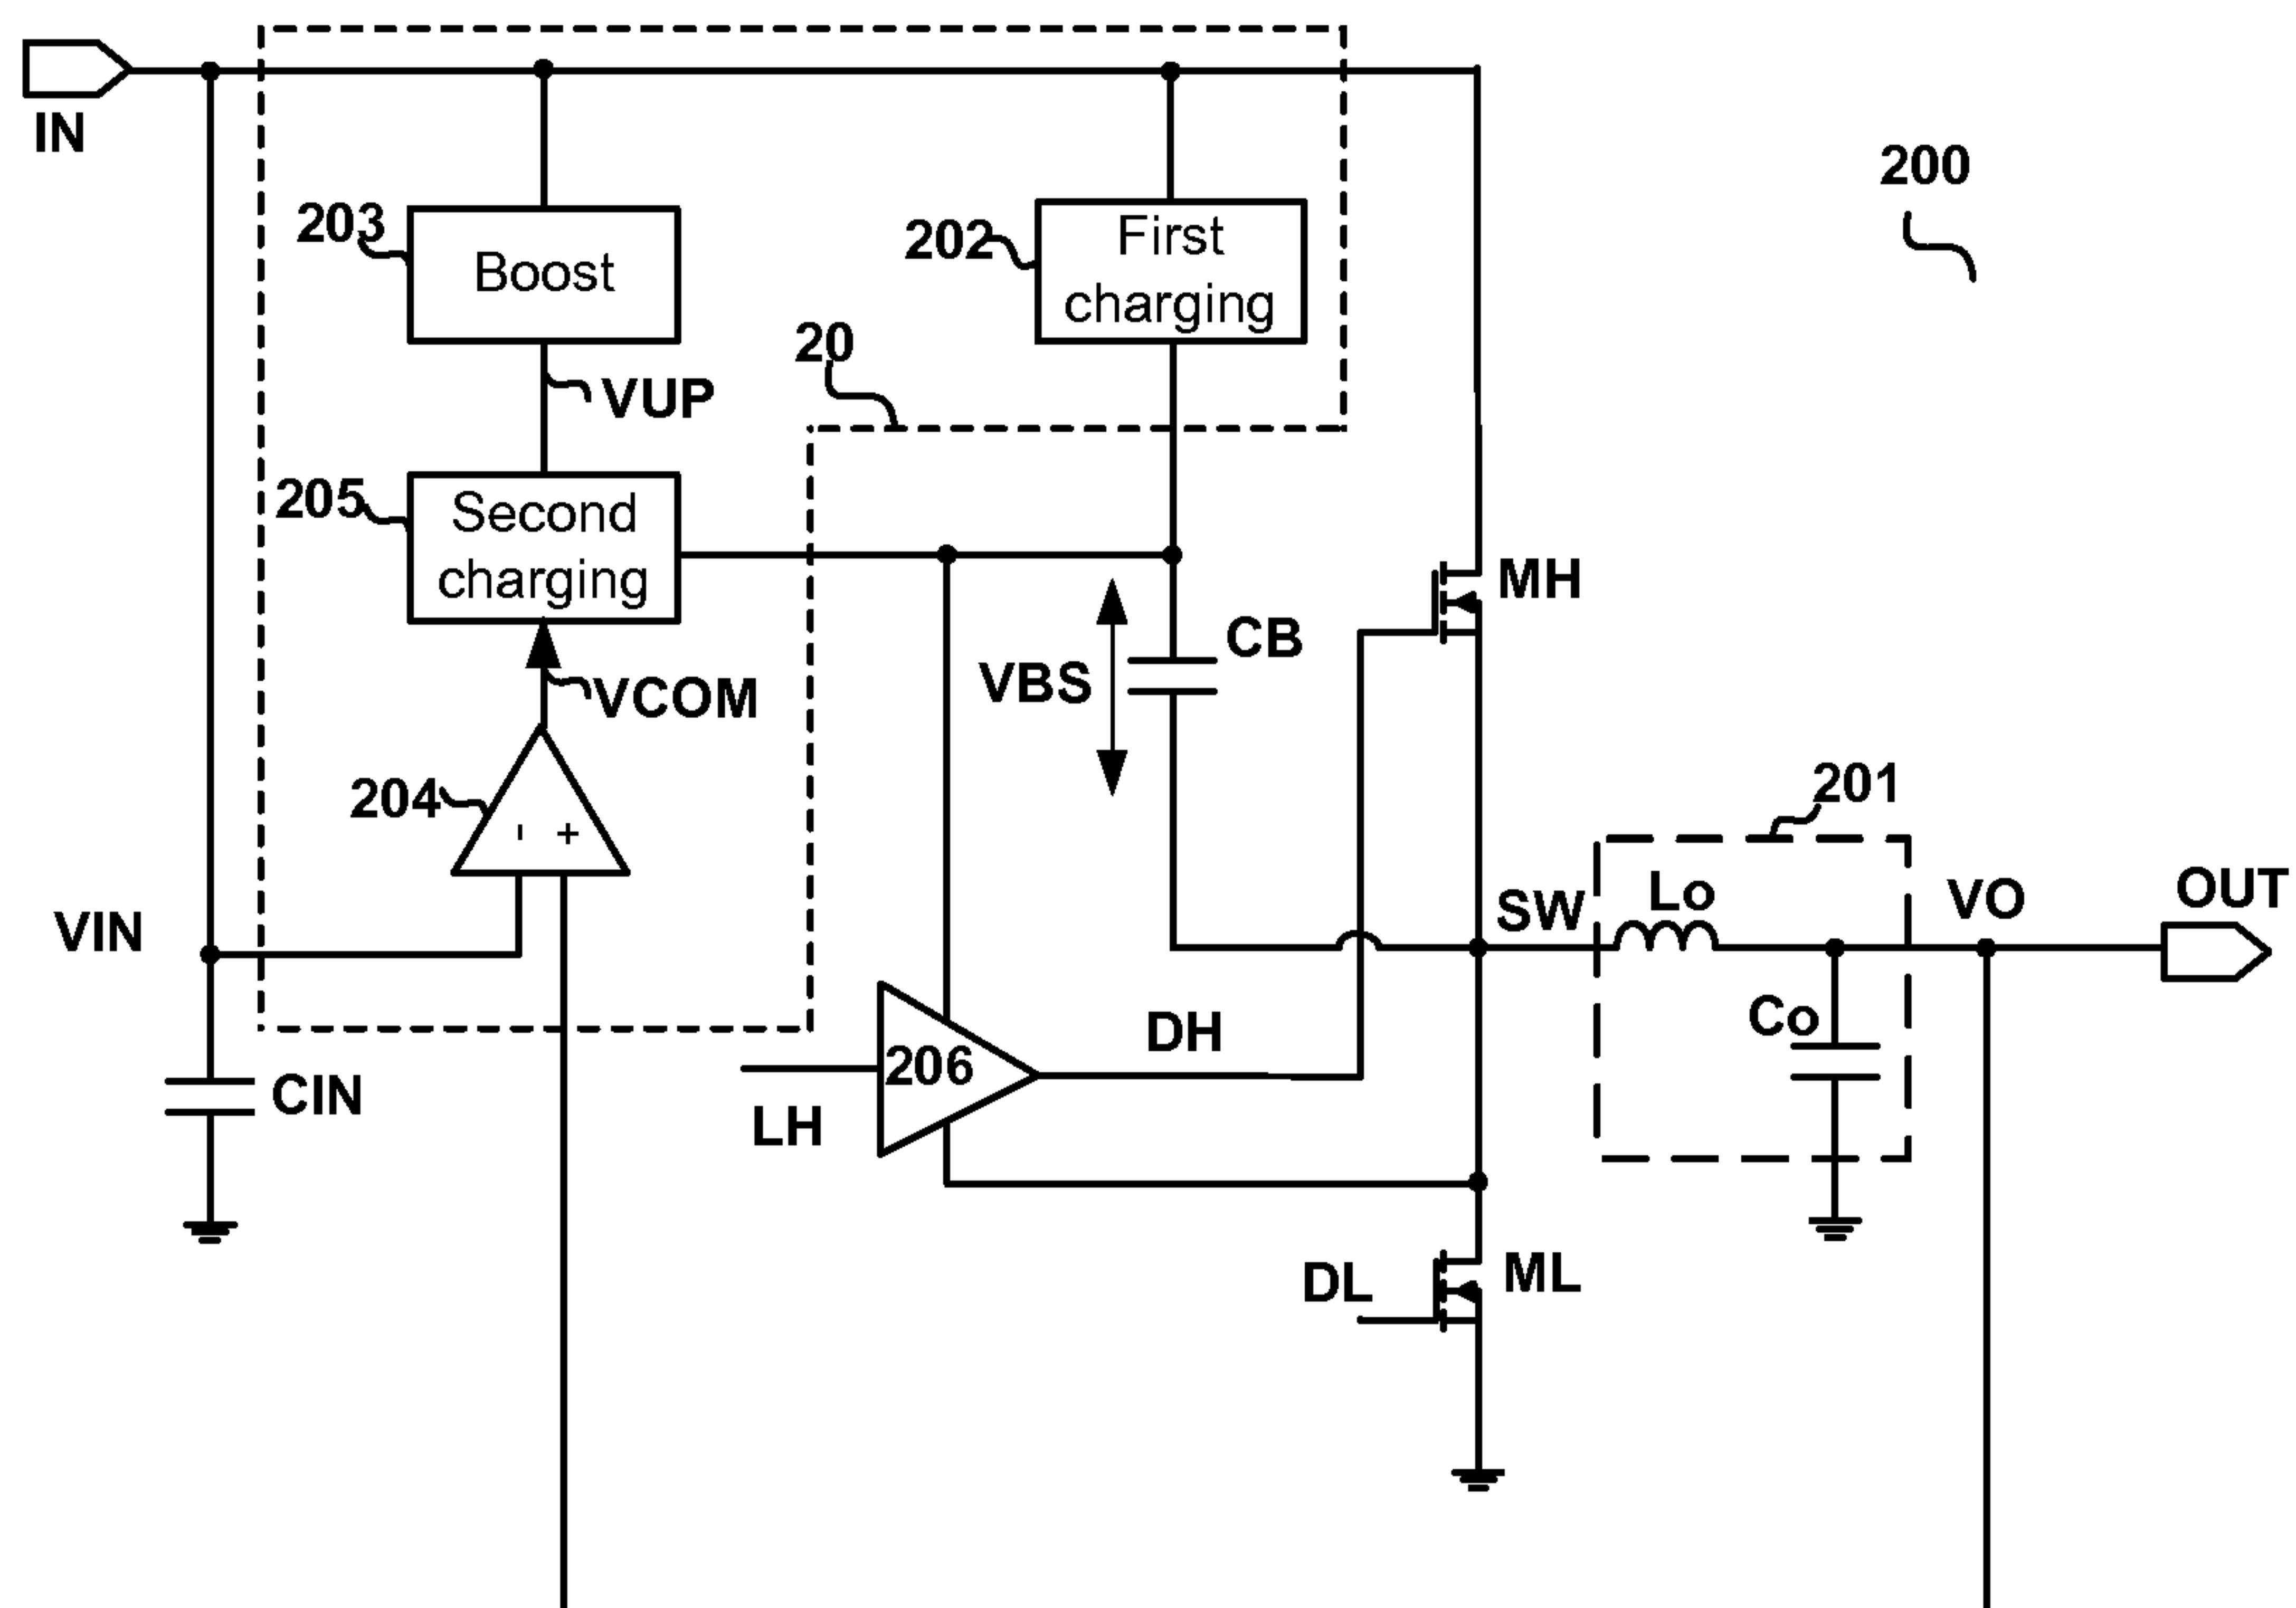 IN
200
203
Boost
202
First
charging
20
VUP
205
Second
charging
MH
CB
VBS
VCOM
204
- +
201
VIN
SW
Lo
VO
OUT
Co
DH
206
CIN
LH
DL
ML